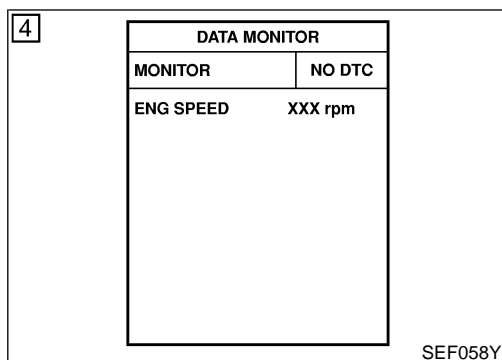 4
DATA MONITOR
MONITOR NO DTC
ENG SPEED XXX rpm
SEF058Y